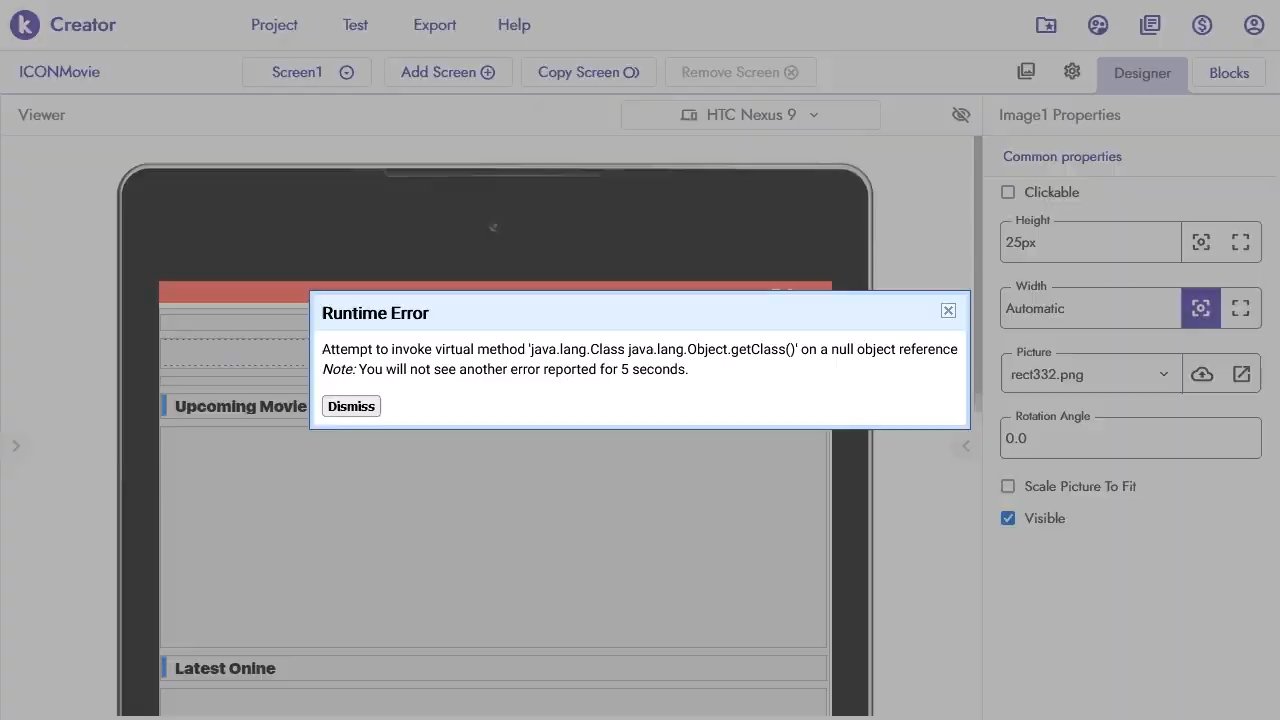 Creator
Project Test Export Help
ICONMovie Screen1 Add Screen Copy Screen Remove Screen Designer Blocks
Viewer HTC Nexus 9 Image1 Properties
Common properties
Clickable
Height
25px
Width
Automatic
Runtime Error
Attempt to invoke virtual method 'java.lang.Class java.lang.Object.getClass()' on a null object reference
Note: You will not see another error reported for 5 seconds.
Dismiss
Picture
rect332.png
Upcoming Movie
Rotation Angle
0.0
Scale Picture To Fit
Visible
Latest Onine